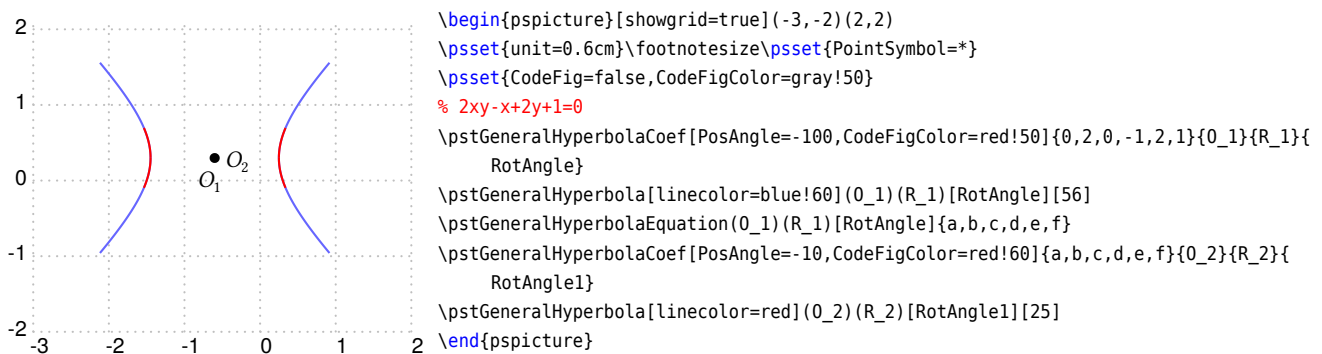 2
1
0
-1
-2
-3
-2
-1
0
1
2
O_1
O_2
\begin{pspicture}[showgrid=true](-3,-2)(2,2)
\psset{unit=0.6cm}\footnotesize\psset{PointSymbol=*}
\psset{CodeFig=false,CodeFigColor=gray!50}
% 2xy-x+2y+1=0
\pstGeneralHyperbolaCoef[PosAngle=-100,CodeFigColor=red!50]{0,2,0,-1,2,1}{O_1}{R_1}{
RotAngle}
\pstGeneralHyperbola[linecolor=blue!60](O_1)(R_1)[RotAngle][56]
\pstGeneralHyperbolaEquation(O_1)(R_1)[RotAngle]{a,b,c,d,e,f}
\pstGeneralHyperbolaCoef[PosAngle=-10,CodeFigColor=red!60]{a,b,c,d,e,f}{O_2}{R_2}{
RotAngle1}
\pstGeneralHyperbola[linecolor=red](O_2)(R_2)[RotAngle1][25]
\end{pspicture}